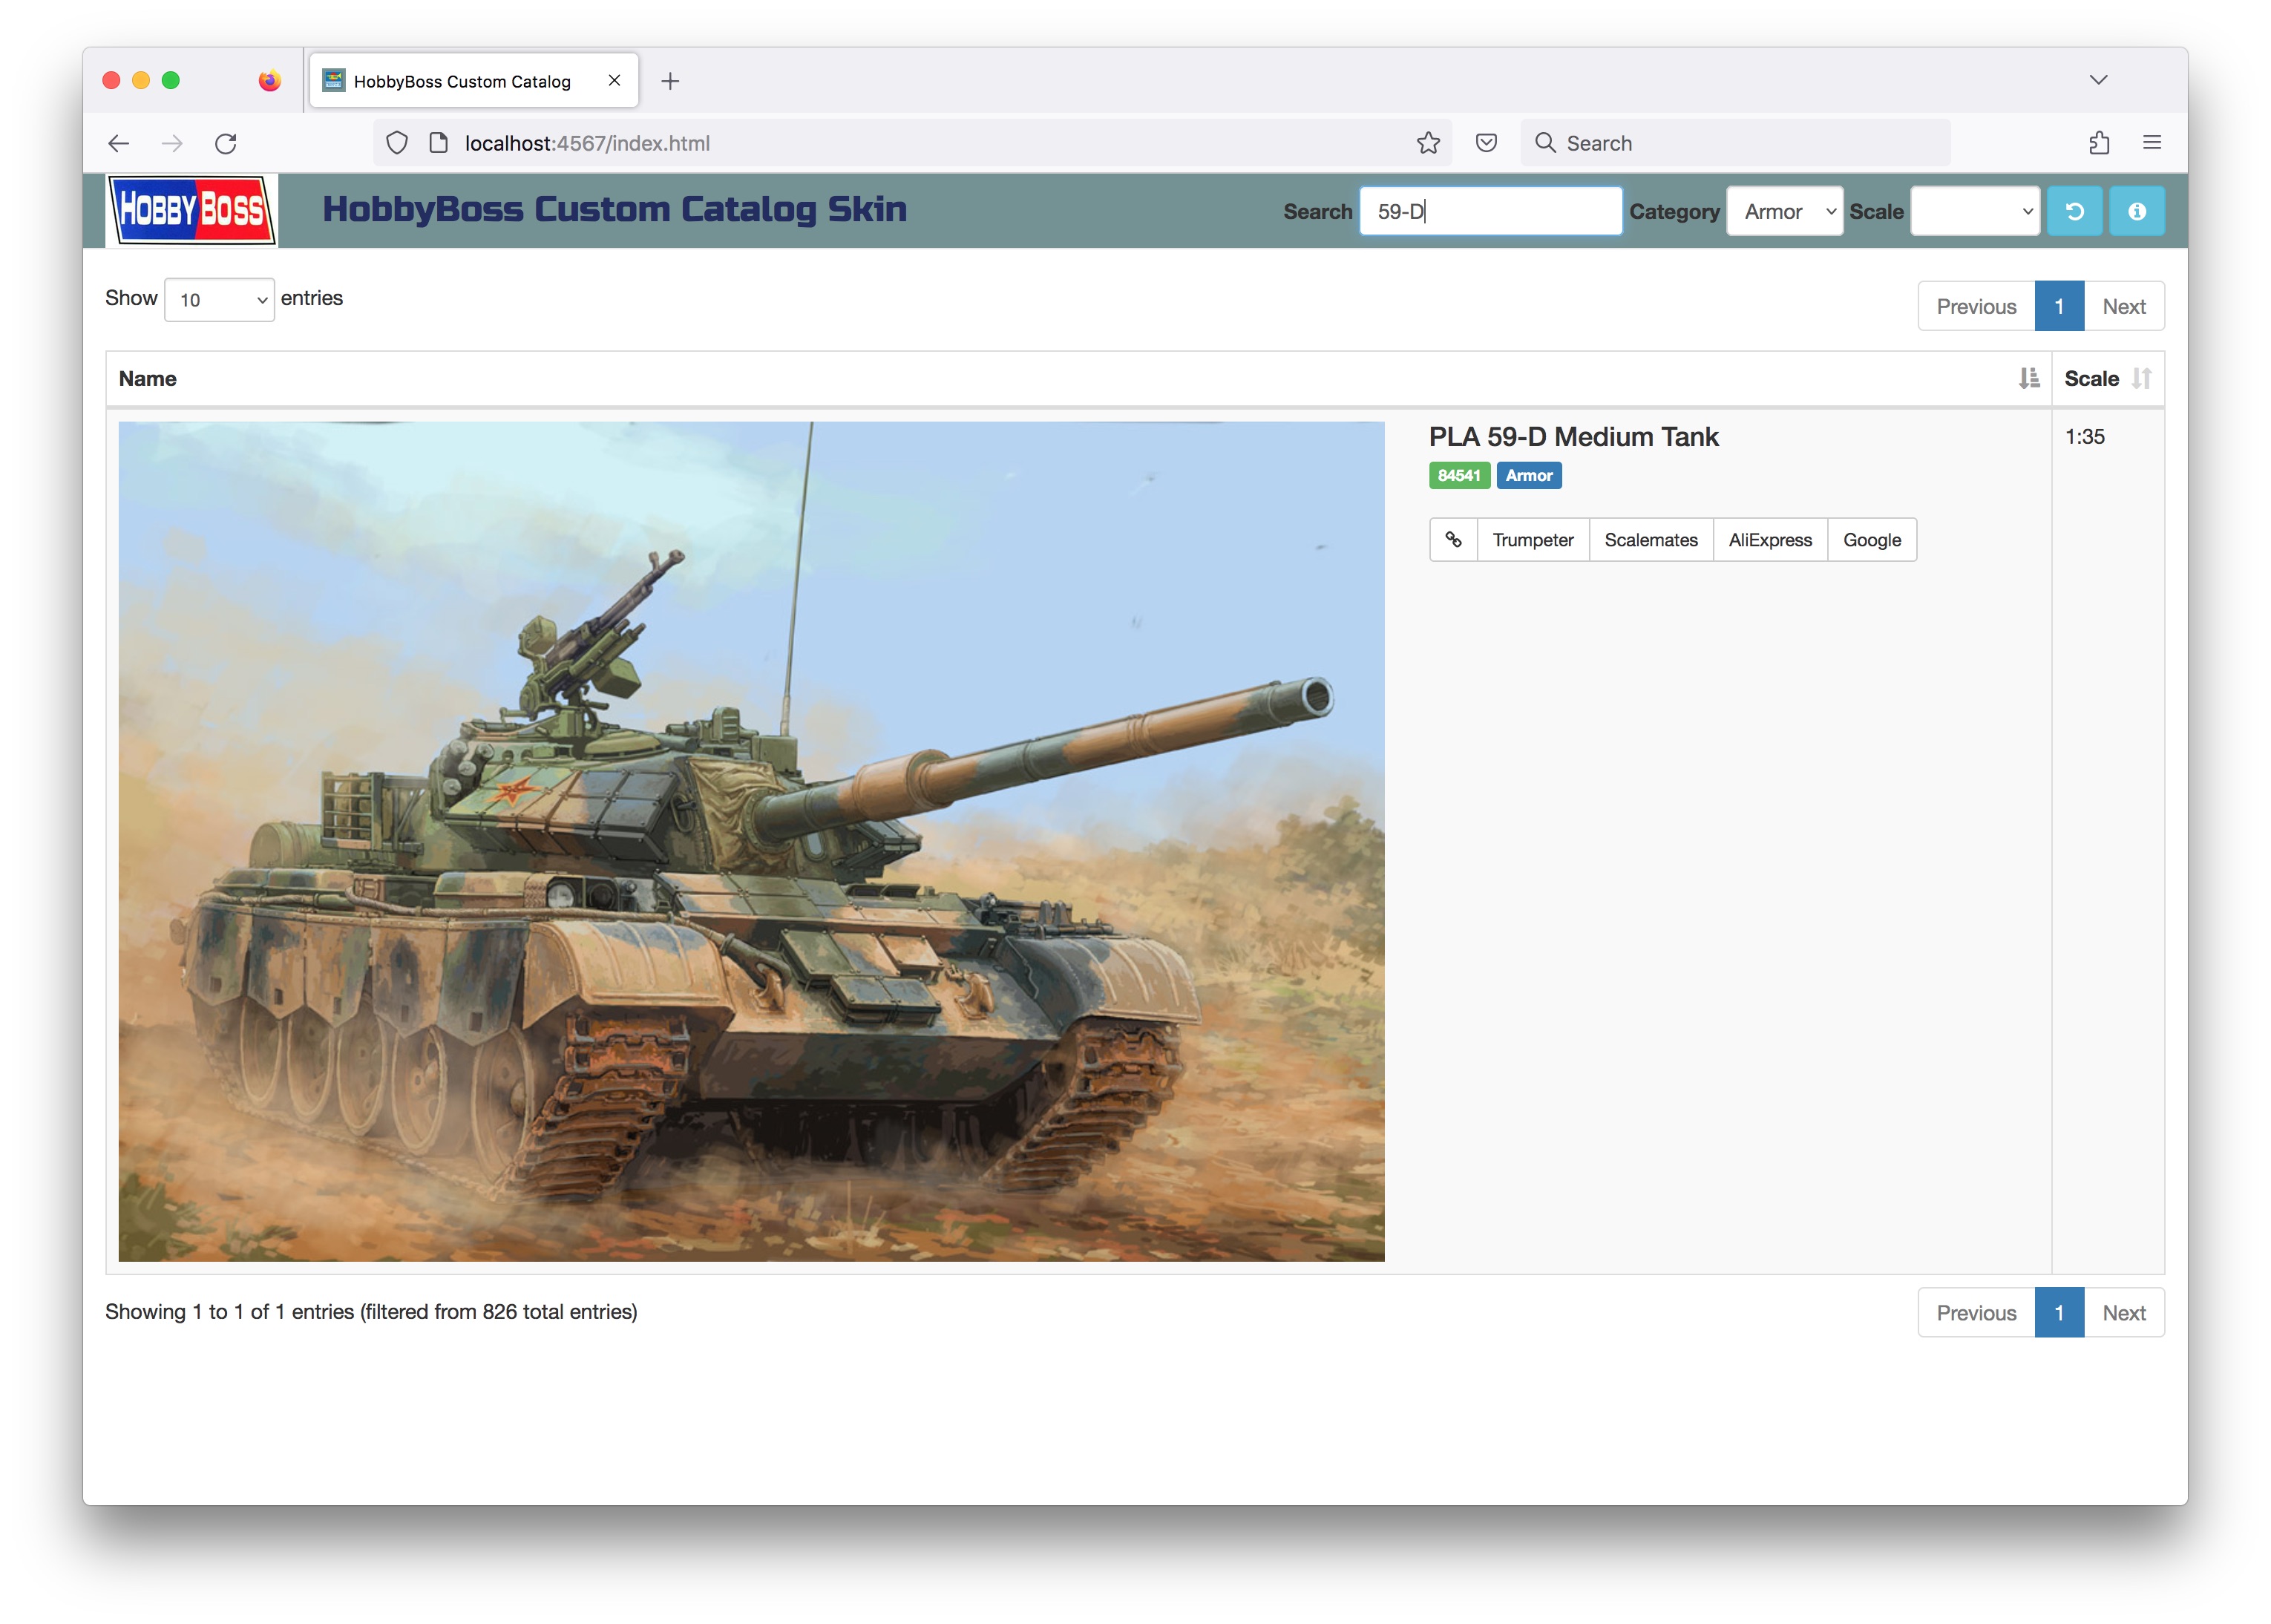 HobbyBoss Custom Catalog
localhost:4567/index.html
Search
HOBBY BOSS
HobbyBoss Custom Catalog Skin
Search 59-D Category Armor Scale
Show 10 entries
Previous 1 Next
Name Scale
PLA 59-D Medium Tank 1:35
84541 Armor
Trumpeter Scalemates AliExpress Google
Showing 1 to 1 of 1 entries (filtered from 826 total entries)
Previous 1 Next